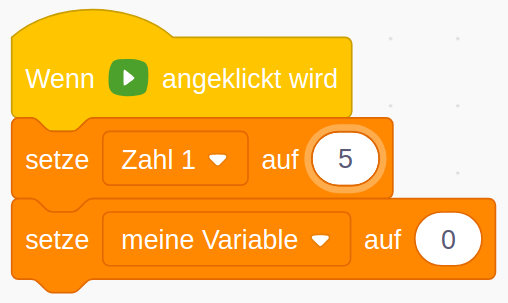 Wenn angeklickt wird
setze Zahl 1 auf 5
setze meine Variable auf 0